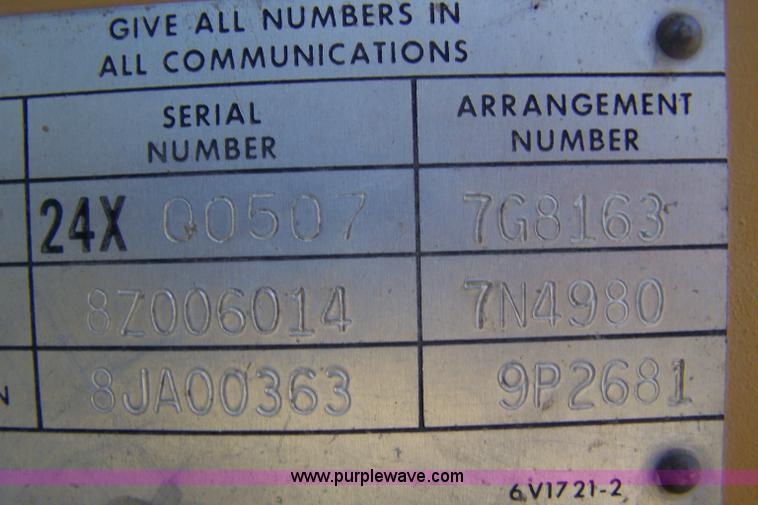 GIVE ALL NUMBERS IN
ALL COMMUNICATIONS
SERIAL NUMBER ARRANGEMENT NUMBER
24X 00507 7G8163
8Z006014 7N4980
N 8JA00363 9P2681
www.purplewave.com
6V1721-2